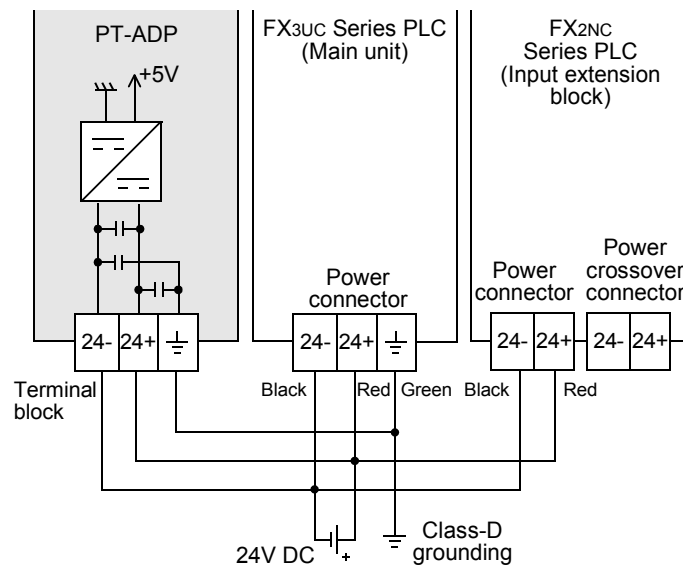 PT-ADP
+5V
FX3UC Series PLC
(Main unit)
FX2NC
Series PLC
(Input extension
block)
Power
connector
Power
connector
Power
crossover
connector
24- 24+
24- 24+
24- 24+
24- 24+
Terminal
block
Black Red Green Black Red
24V DC
+
Class-D
grounding